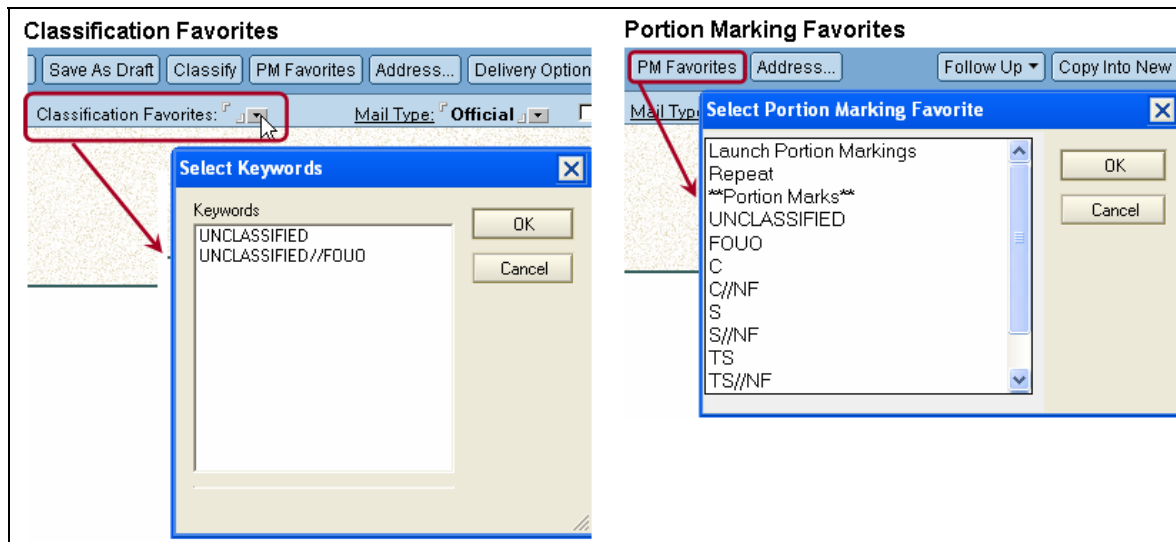 Classification Favorites
Save As Draft Classify PM Favorites Address... Delivery Option
Classification Favorites: Mail Type: Official
Select Keywords
Keywords
UNCLASSIFIED
UNCLASSIFIED//FOUO
OK
Cancel
Portion Marking Favorites
PM Favorites Address... Follow Up Copy Into New
Mail Typ
Select Portion Marking Favorite
Launch Portion Markings
Repeat
**Portion Marks**
UNCLASSIFIED
FOUO
C
C//NF
S
S//NF
TS
TS//NF
OK
Cancel